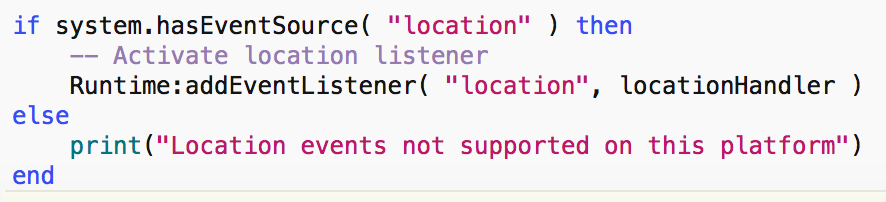 if system.hasEventSource( "location" ) then
    -- Activate location listener
    Runtime:addEventListener( "location", locationHandler )
else
    print("Location events not supported on this platform")
end